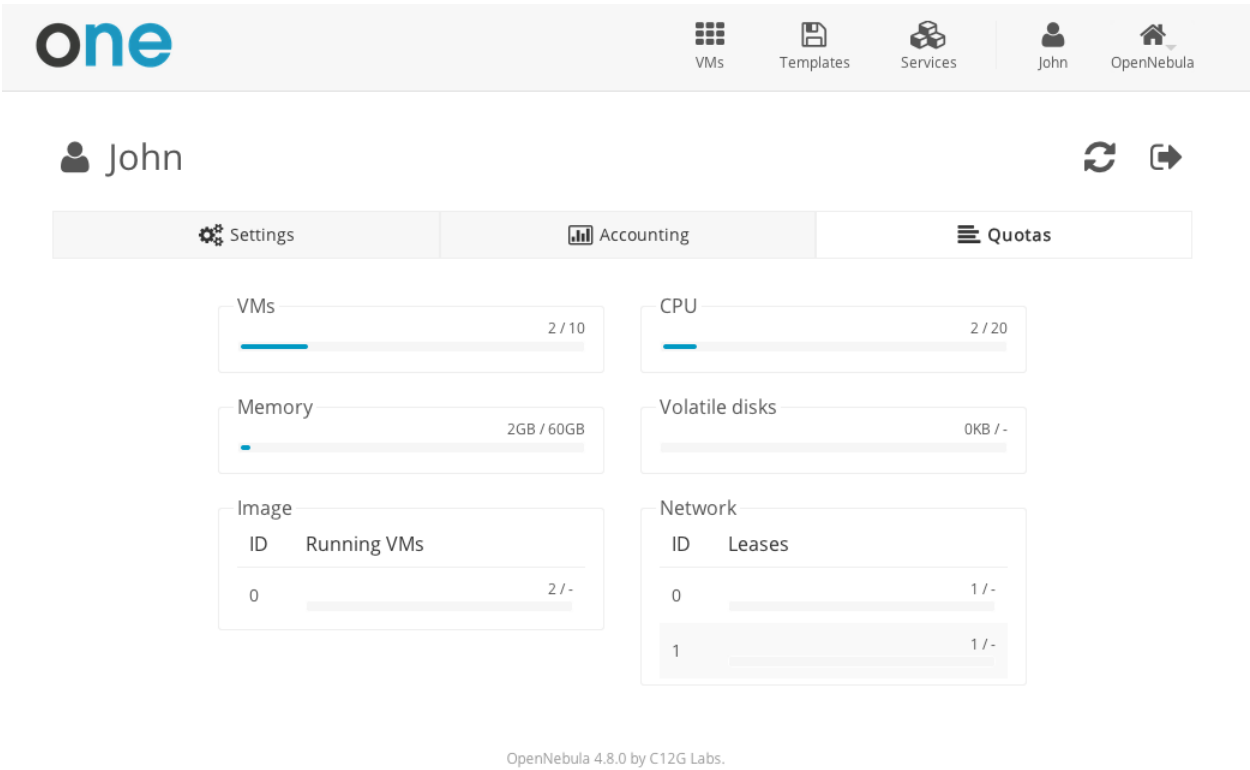 one
VMs Templates Services John OpenNebula
John
Settings Accounting Quotas
VMs
2 / 10
CPU
2 / 20
Memory
2GB / 60GB
Volatile disks
0KB / -
Image
ID Running VMs
0 2 / -
Network
ID Leases
0 1 / -
1 1 / -
OpenNebula 4.8.0 by C12G Labs.